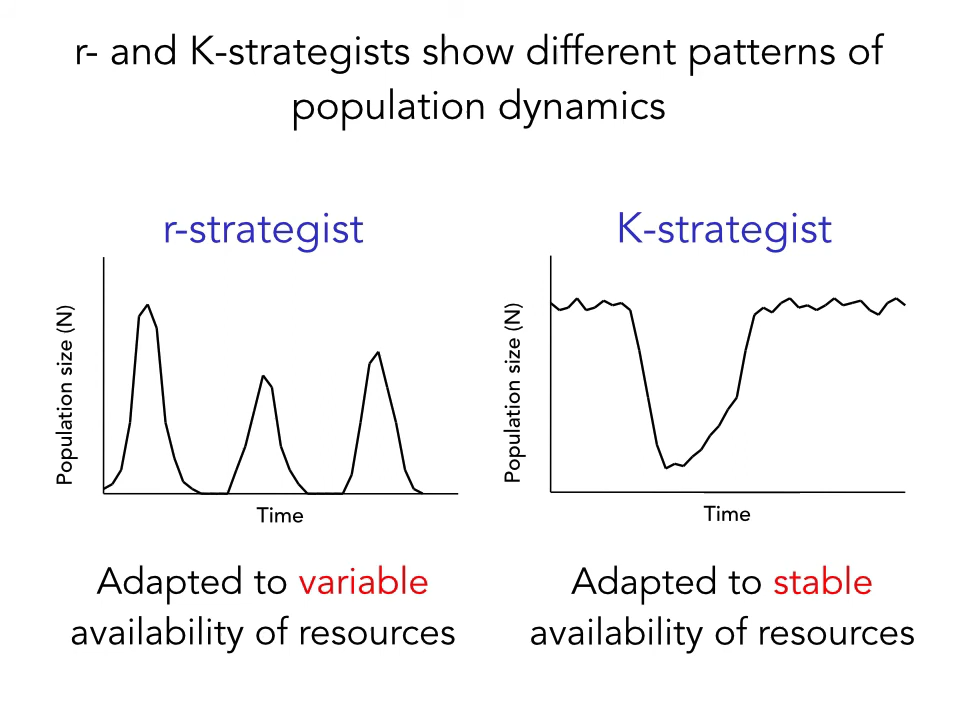 r- and K-strategists show different patterns of
population dynamics
r-strategist
Population size (N)
Time
Adapted to variable
availability of resources
K-strategist
Population size (N)
Time
Adapted to stable
availability of resources